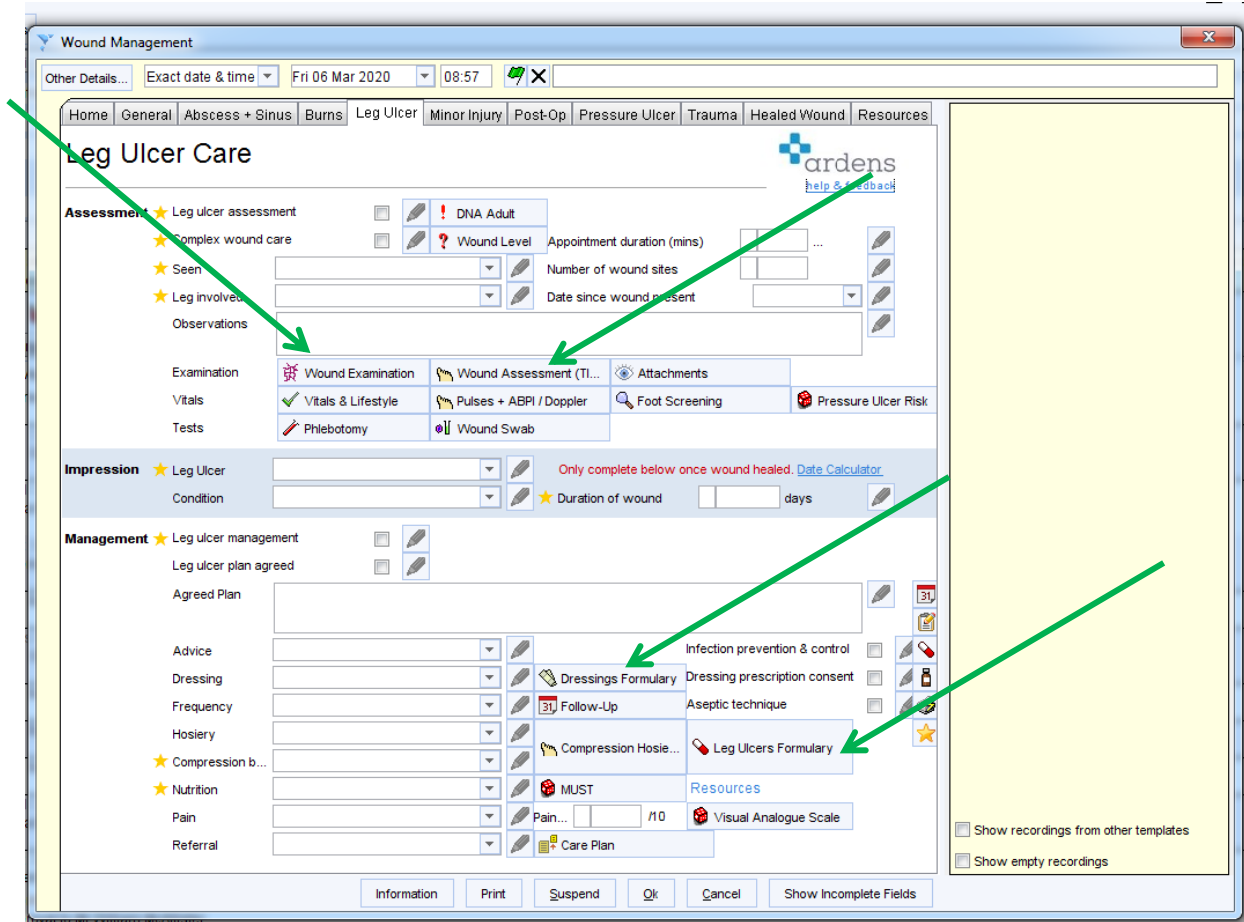 Wound Management
Other Details... Exact date & time Fri 06 Mar 2020 08:57
Home General Abscess + Sinus Burns Leg Ulcer Minor Injury Post-Op Pressure Ulcer Trauma Healed Wound Resources
Leg Ulcer Care
ardens
help & feedback
Assessment Leg ulcer assessment DNA Adult
Complex wound care Wound Level Appointment duration (mins) ...
Seen Number of wound sites
Leg involved Date since wound present
Observations
Examination Wound Examination Wound Assessment (TI... Attachments
Vitals Vitals & Lifestyle Pulses + ABPI / Doppler Foot Screening Pressure Ulcer Risk
Tests Phlebotomy Wound Swab
Impression Leg Ulcer Only complete below once wound healed. Date Calculator
Condition Duration of wound days
Management Leg ulcer management
Leg ulcer plan agreed
Agreed Plan 31
Advice Infection prevention & control
Dressing Dressings Formulary Dressing prescription consent
Frequency 31 Follow-Up Aseptic technique
Hosiery
Compression Hosie... Leg Ulcers Formulary
Compression b...
Nutrition MUST Resources
Pain Pain... /10 Visual Analogue Scale
Referral Care Plan
Show recordings from other templates
Show empty recordings
Information Print Suspend Ok Cancel Show Incomplete Fields